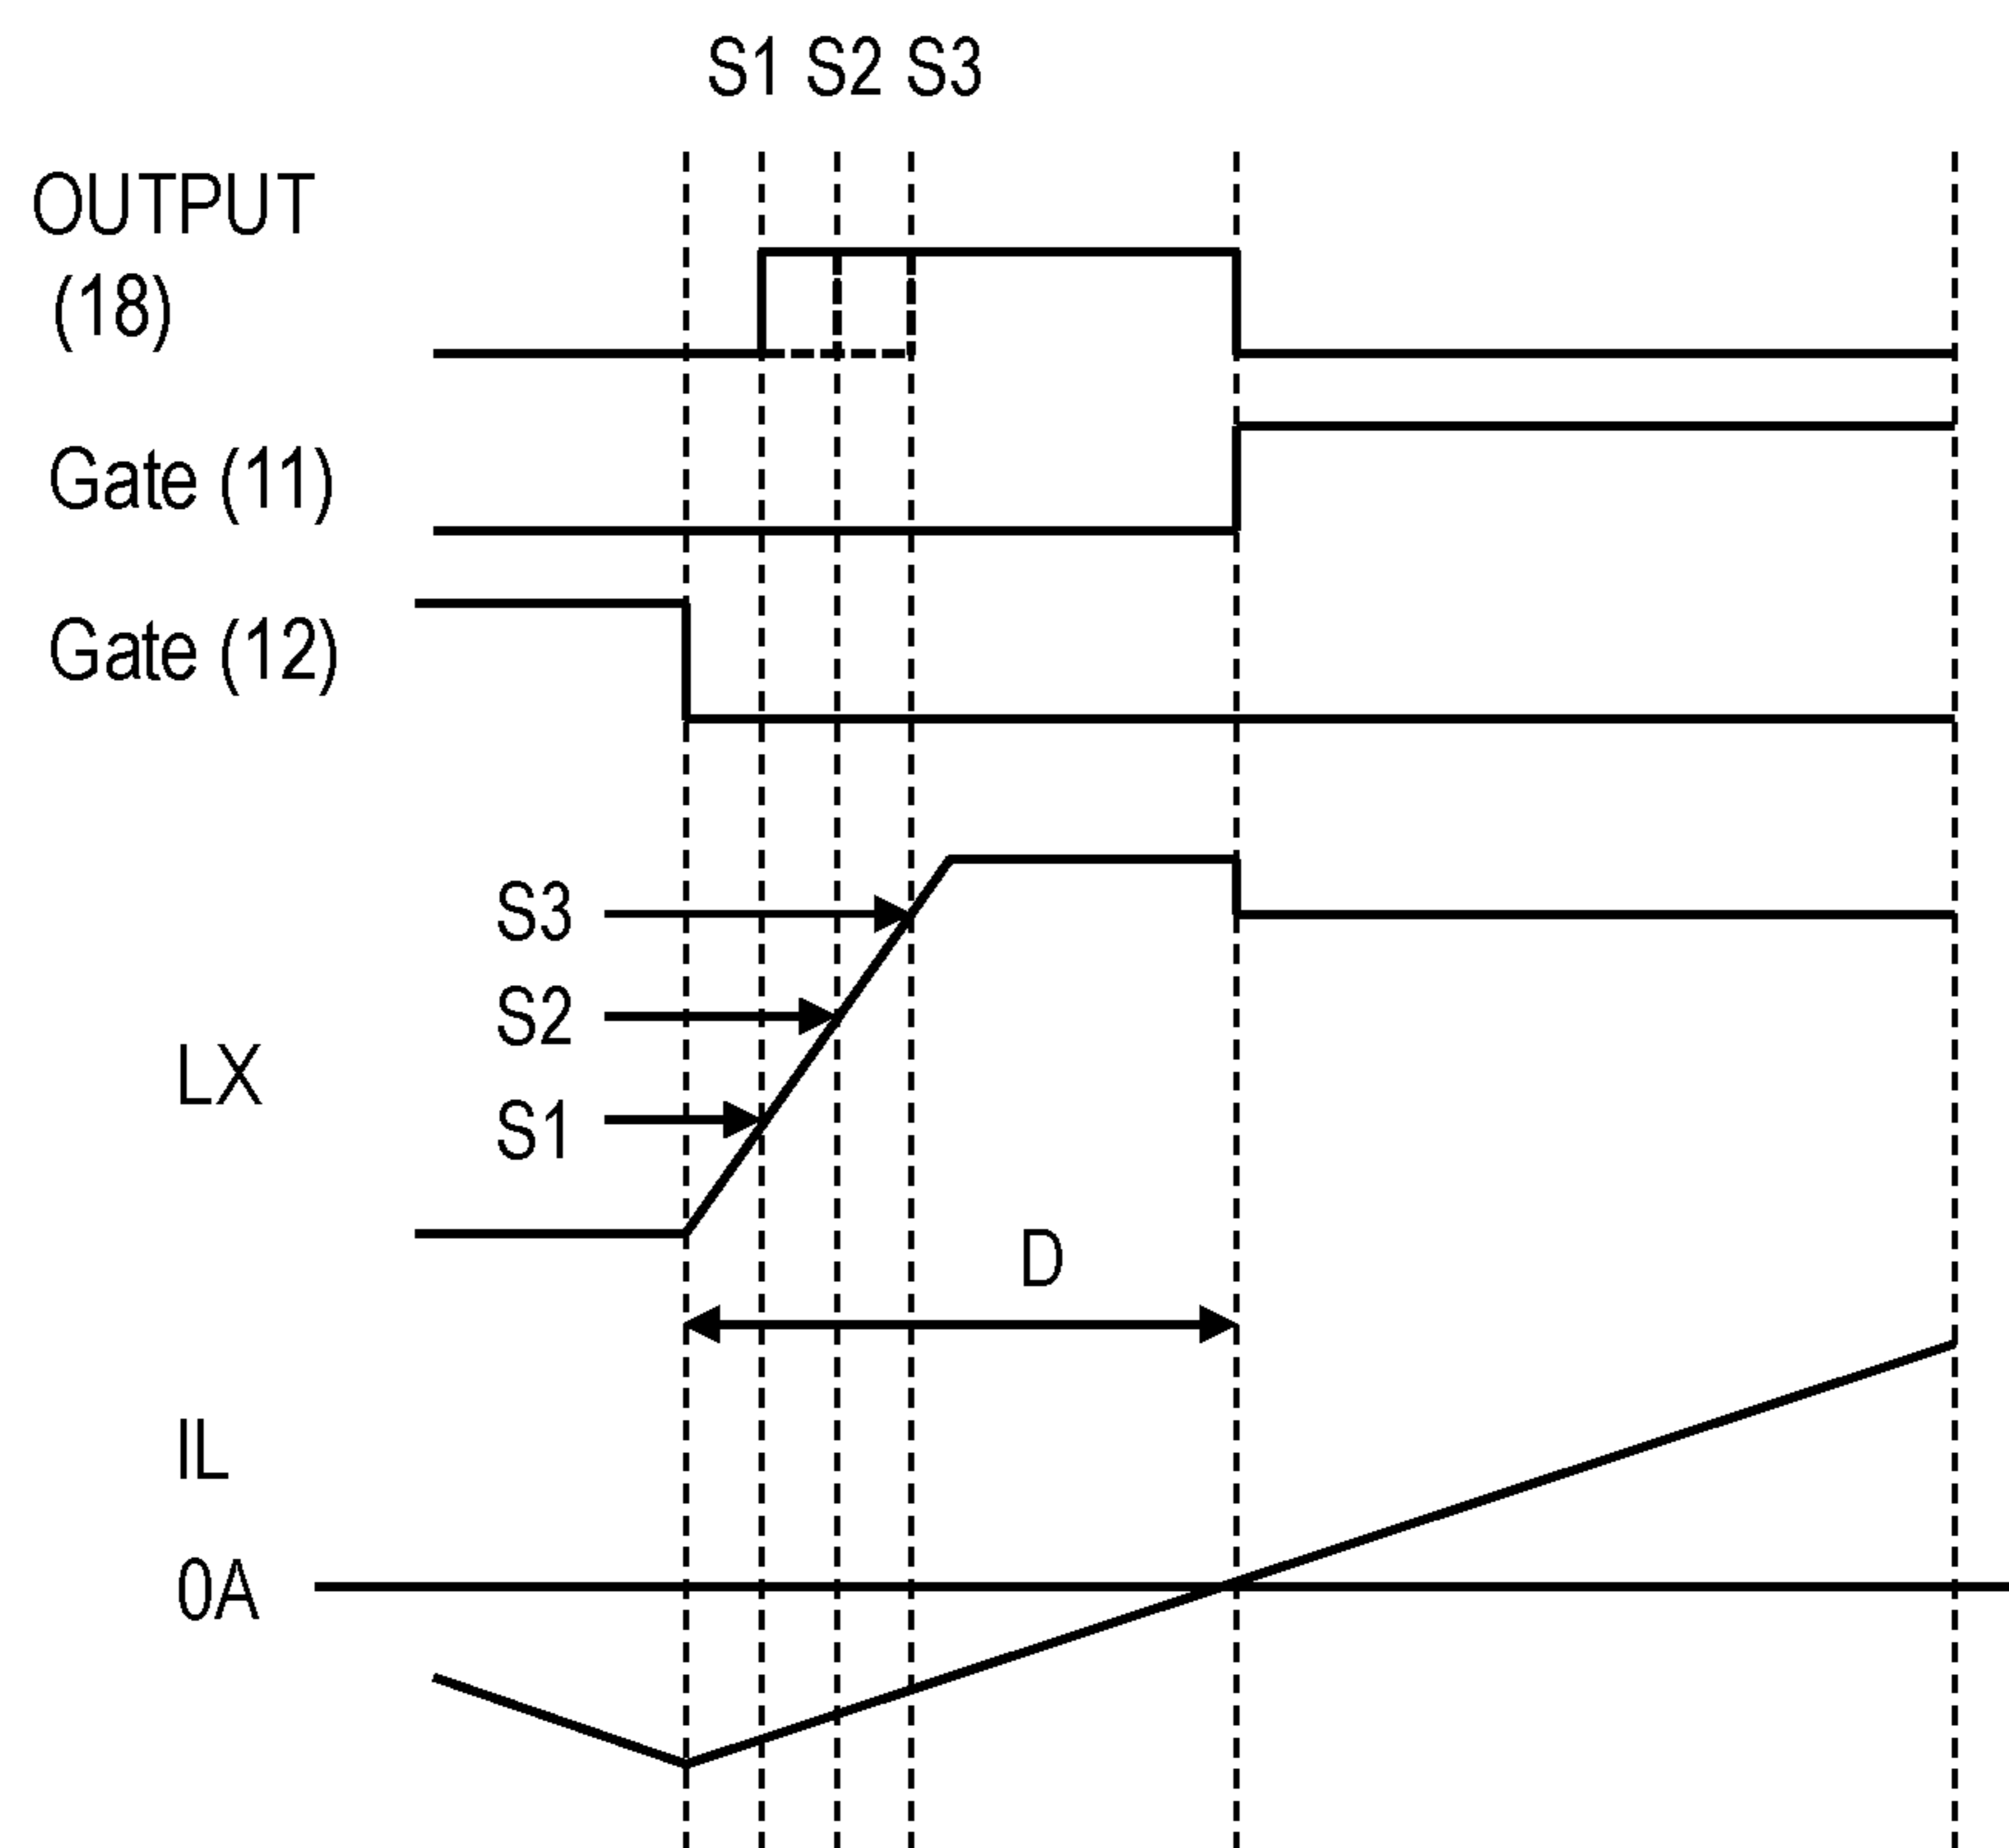 S1 S2 S3
OUTPUT
(18)
Gate (11)
Gate (12)
S3
S2
LX
S1
D
IL
0A